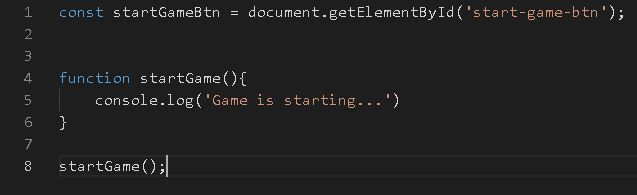 1 const startGameBtn = document.getElementById('start-game-btn');
2
3
4 function startGame(){
5     console.log('Game is starting...')
6 }
7
8 startGame();